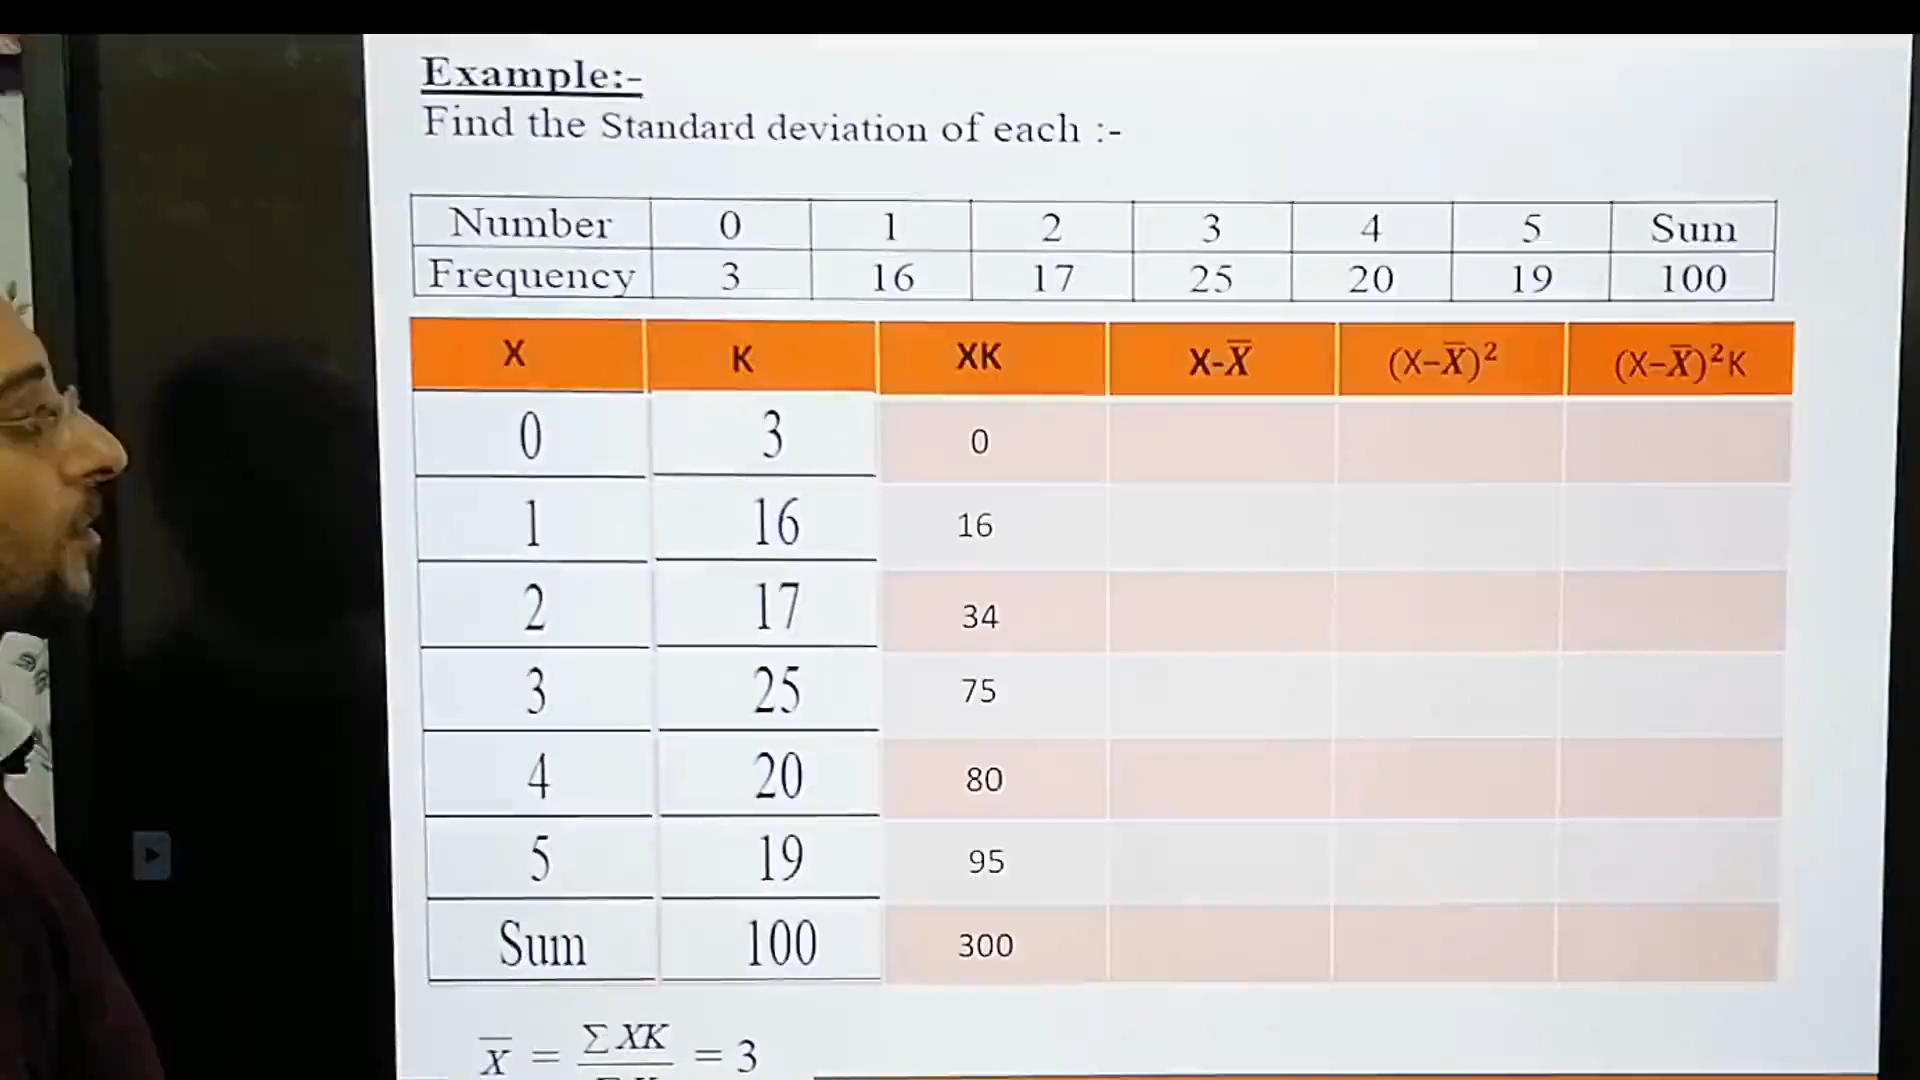 Example:-
Find the Standard deviation of each :-
Number 0 1 2 3 4 5 Sum
Frequency 3 16 17 25 20 19 100
X K XK X-X̅ (X-X̅)² (X-X̅)²K
0 3 0
1 16 16
2 17 34
3 25 75
4 20 80
5 19 95
Sum 100 300
x̅ = ∑ XK = 3